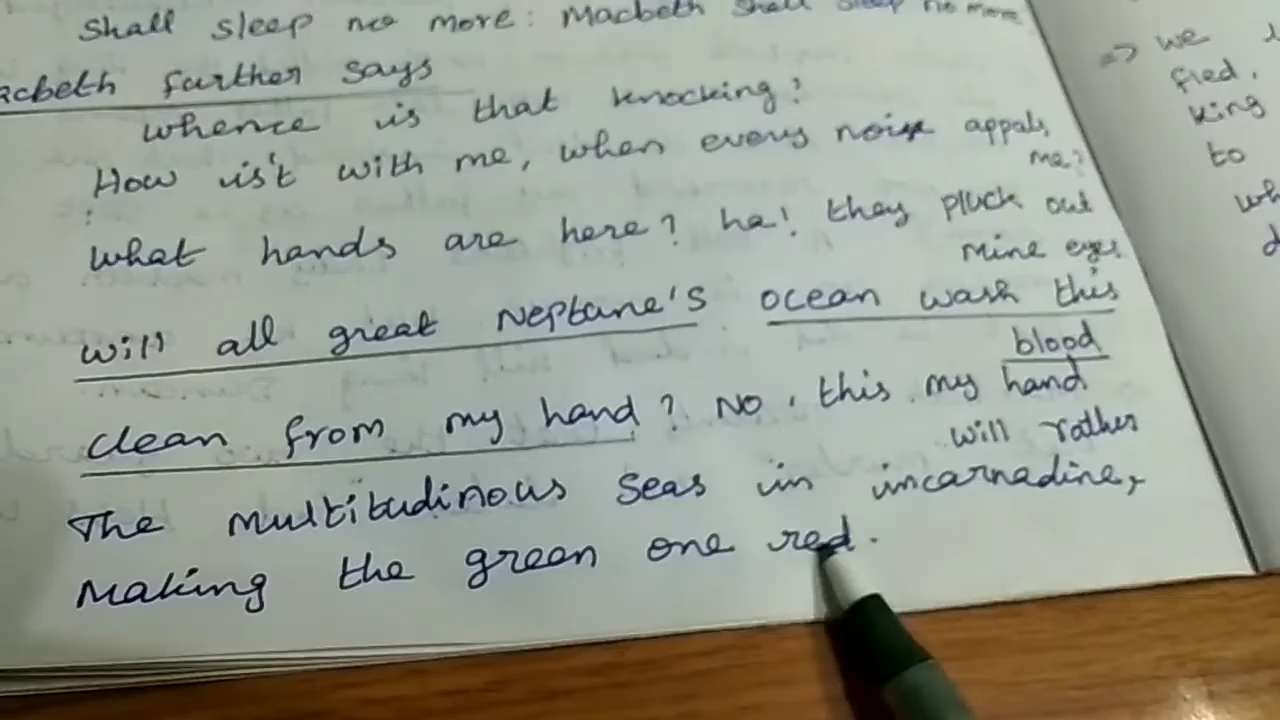 Shall sleep no more: Macbeth shall sleep no more
acbeth further says
whence is that knocking?
How is't with me, when every noise appals
me?
what hands are here? ha! they pluck out
mine eyes.
will all great Neptune's ocean wash this
blood
clean from my hand? No, this my hand
will rather
The multitudinous seas in incarnadine,
Making the green one red.
=> we
fied.
king
to
wh
d